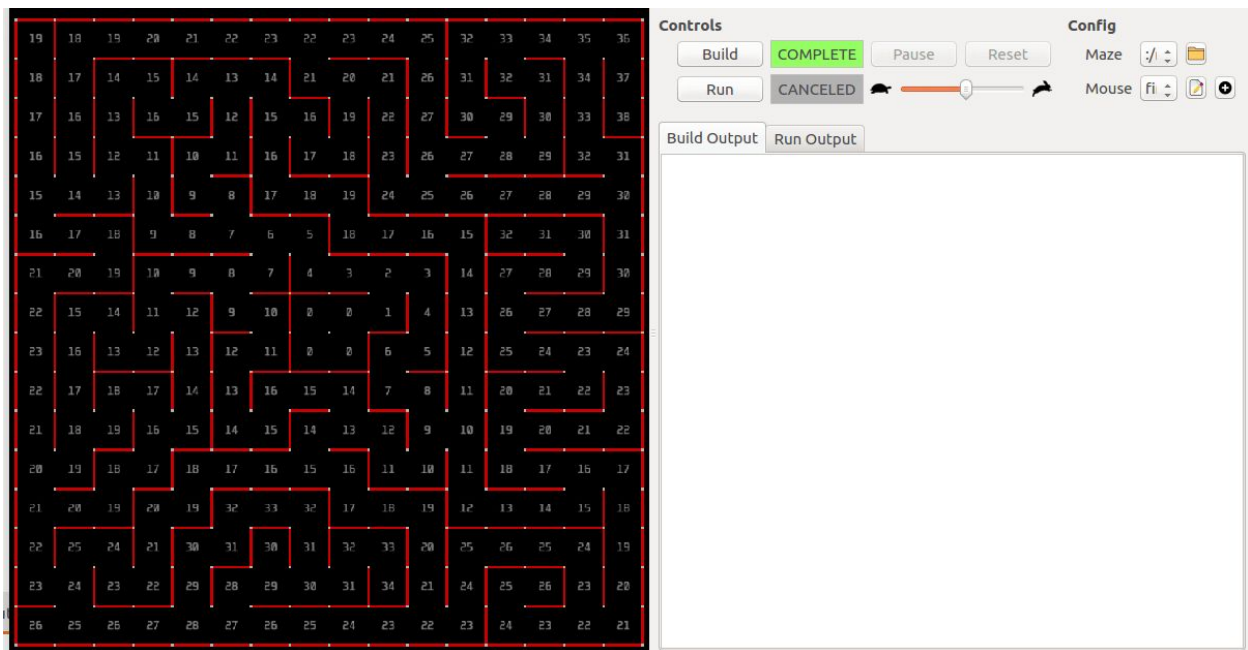 19 18 19 20 21 22 23 22 23 24 25 32 33 34 35 36
18 17 14 15 14 13 14 21 20 21 26 31 32 31 34 37
17 16 13 16 15 12 15 16 19 22 27 30 29 30 33 38
16 15 12 11 10 11 16 17 18 23 26 27 28 29 32 31
15 14 13 10 9 8 17 18 19 24 25 26 27 28 29 30
16 17 18 9 8 7 6 5 18 17 16 15 32 31 30 31
21 20 19 10 9 8 7 4 3 2 3 14 27 28 29 30
22 15 14 11 12 9 10 0 0 1 4 13 26 27 28 29
23 16 13 12 13 12 11 0 0 6 5 12 25 24 23 24
22 17 18 17 14 13 16 15 14 7 8 11 20 21 22 23
21 18 19 16 15 14 15 14 13 12 9 10 19 20 21 22
20 19 18 17 18 17 16 15 16 11 10 11 18 17 16 17
21 20 19 20 19 32 33 32 17 18 19 12 13 14 15 18
22 25 24 21 30 31 30 31 32 33 20 25 26 25 24 19
23 24 23 22 29 28 29 30 31 34 21 24 25 26 23 20
26 25 26 27 28 27 26 25 24 23 22 23 24 23 22 21
Controls Config
Build COMPLETE Pause Reset Maze :/
Run CANCELED Mouse fi
Build Output Run Output